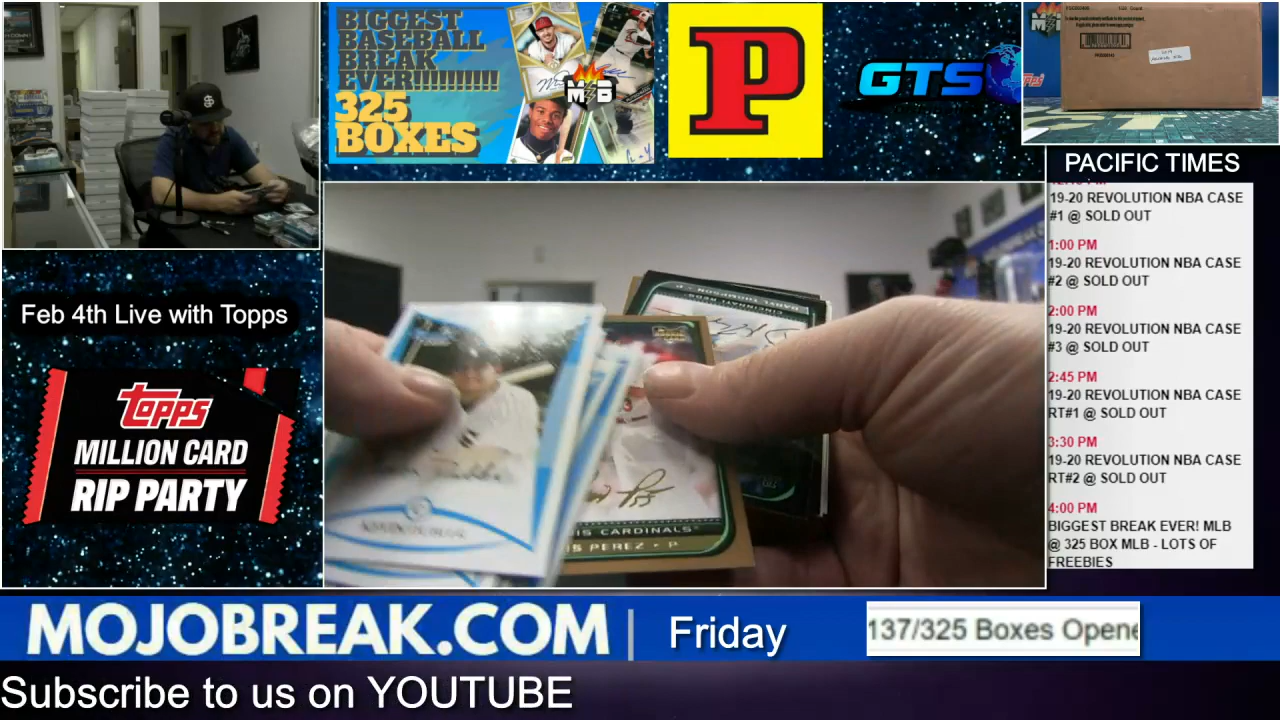 BIGGEST
BASEBALL
BREAK
EVER!!!!!!!!!!
325
BOXES
M B
P
GTS
PACIFIC TIMES
19-20 REVOLUTION NBA CASE
#1 @ SOLD OUT
1:00 PM
19-20 REVOLUTION NBA CASE
#2 @ SOLD OUT
2:00 PM
19-20 REVOLUTION NBA CASE
#3 @ SOLD OUT
2:45 PM
19-20 REVOLUTION NBA CASE
RT#1 @ SOLD OUT
3:30 PM
19-20 REVOLUTION NBA CASE
RT#2 @ SOLD OUT
4:00 PM
BIGGEST BREAK EVER! MLB
@ 325 BOX MLB - LOTS OF
FREEBIES
Feb 4th Live with Topps
topps
MILLION CARD
RIP PARTY
CARDINALS
PEREZ • P
MOJOBREAK.COM
Friday
137/325 Boxes Opene
Subscribe to us on YOUTUBE